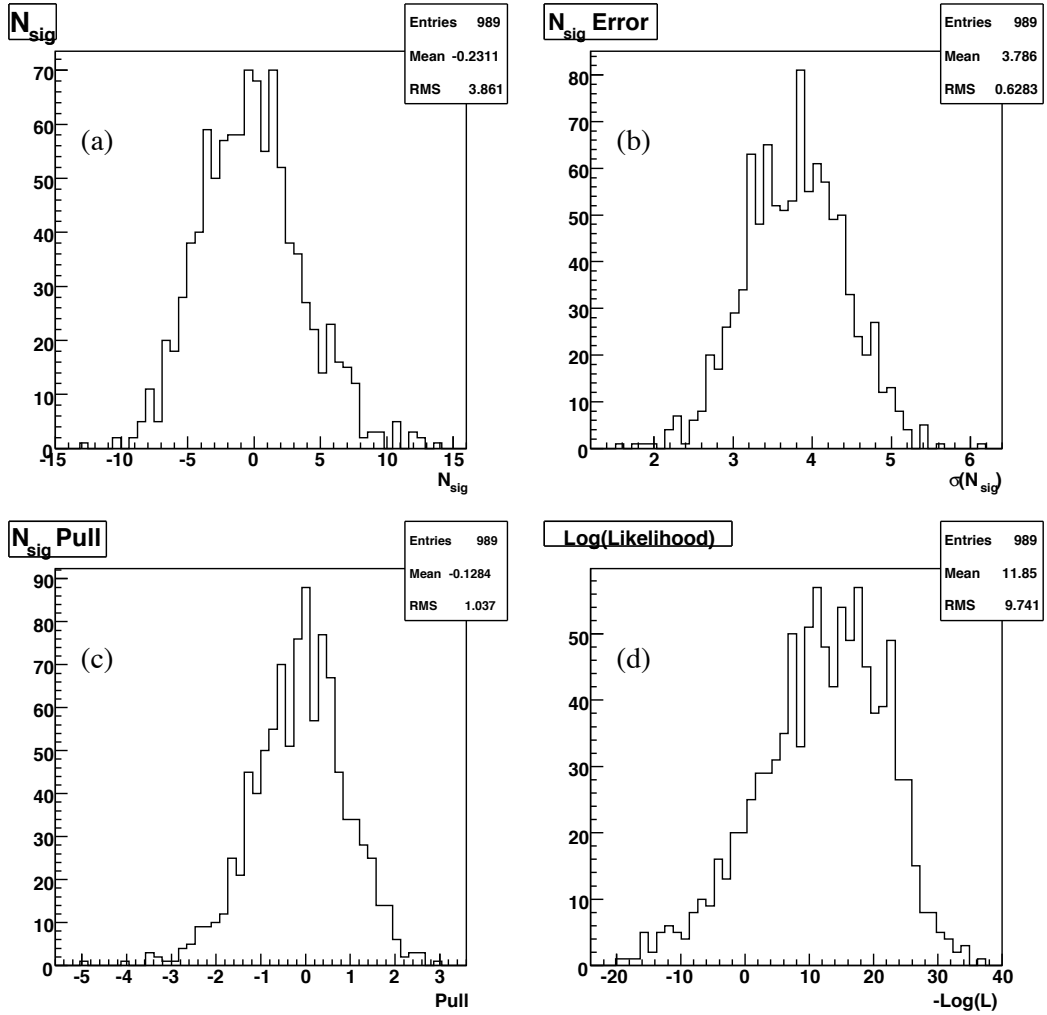 N_sig
Entries 989
Mean -0.2311
RMS 3.861
(a)
70
60
50
40
30
20
10
0
-15 -10 -5 0 5 10 15
N_sig
N_sig Error
Entries 989
Mean 3.786
RMS 0.6283
(b)
80
70
60
50
40
30
20
10
0
2 3 4 5 6
σ(N_sig)
N_sig Pull
Entries 989
Mean -0.1284
RMS 1.037
(c)
90
80
70
60
50
40
30
20
10
0
-5 -4 -3 -2 -1 0 1 2 3
Pull
Log(Likelihood)
Entries 989
Mean 11.85
RMS 9.741
(d)
50
40
30
20
10
0
-20 -10 0 10 20 30 40
-Log(L)